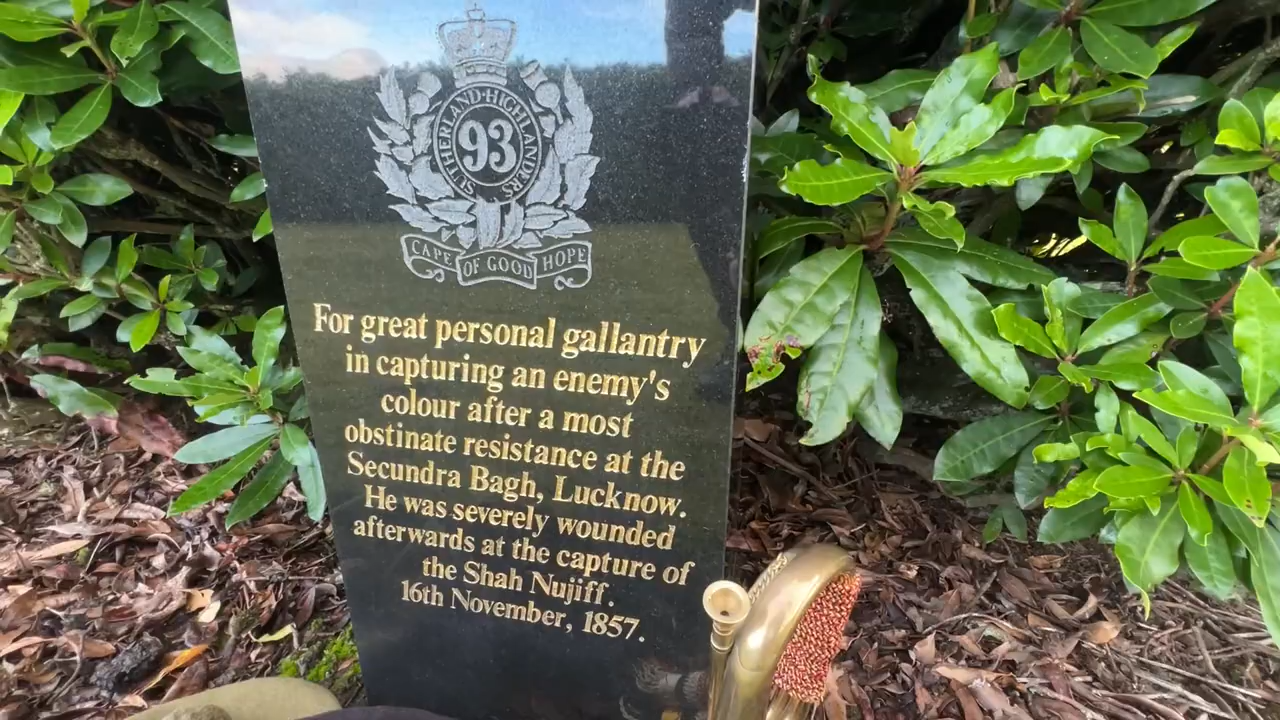 SUTHERLAND·HIGHLANDERS
93
CAPE OF GOOD HOPE
For great personal gallantry
in capturing an enemy's
colour after a most
obstinate resistance at the
Secundra Bagh, Lucknow.
He was severely wounded
afterwards at the capture of
the Shah Nujiff.
16th November, 1857.